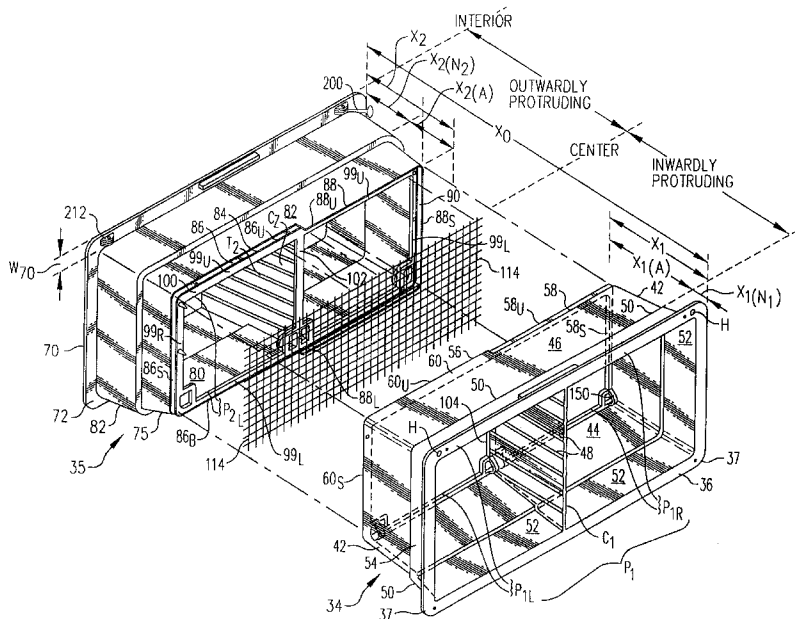 INTERIOR
X2
X2(N2)
X2(A)
200
OUTWARDLY
PROTRUDING
X0
CENTER
INWARDLY
PROTRUDING
212
W70
86
84
86U
C2
82
88U
88
99U
90
88S
99L
T2
99U
102
100
114
X1
X1(A)
X1(N1)
42
50
H
58U
58
58S
56
60
46
52
99R
86S
80
60U
50
70
72
82
75
35
P2L
86B
99L
88L
114
104
H
150
44
48
52
37
36
60S
42
54
52
C1
P1R
P1L
P1
34
50
37